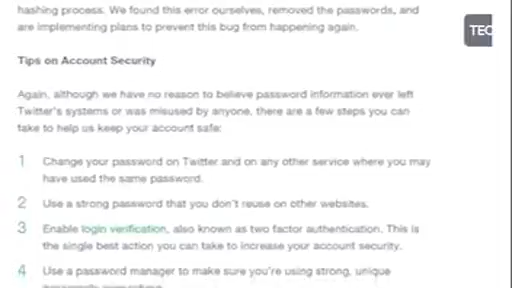 hashing process. We found this error ourselves, removed the passwords, and
are implementing plans to prevent this bug from happening again.
TEC
Tips on Account Security
Again, although we have no reason to believe password information ever left
Twitter's systems or was misused by anyone, there are a few steps you can
take to help us keep your account safe:
1 Change your password on Twitter and on any other service where you may
have used the same password.
2 Use a strong password that you don't reuse on other websites.
3 Enable login verification, also known as two factor authentication. This is
the single best action you can take to increase your account security.
4 Use a password manager to make sure you're using strong, unique